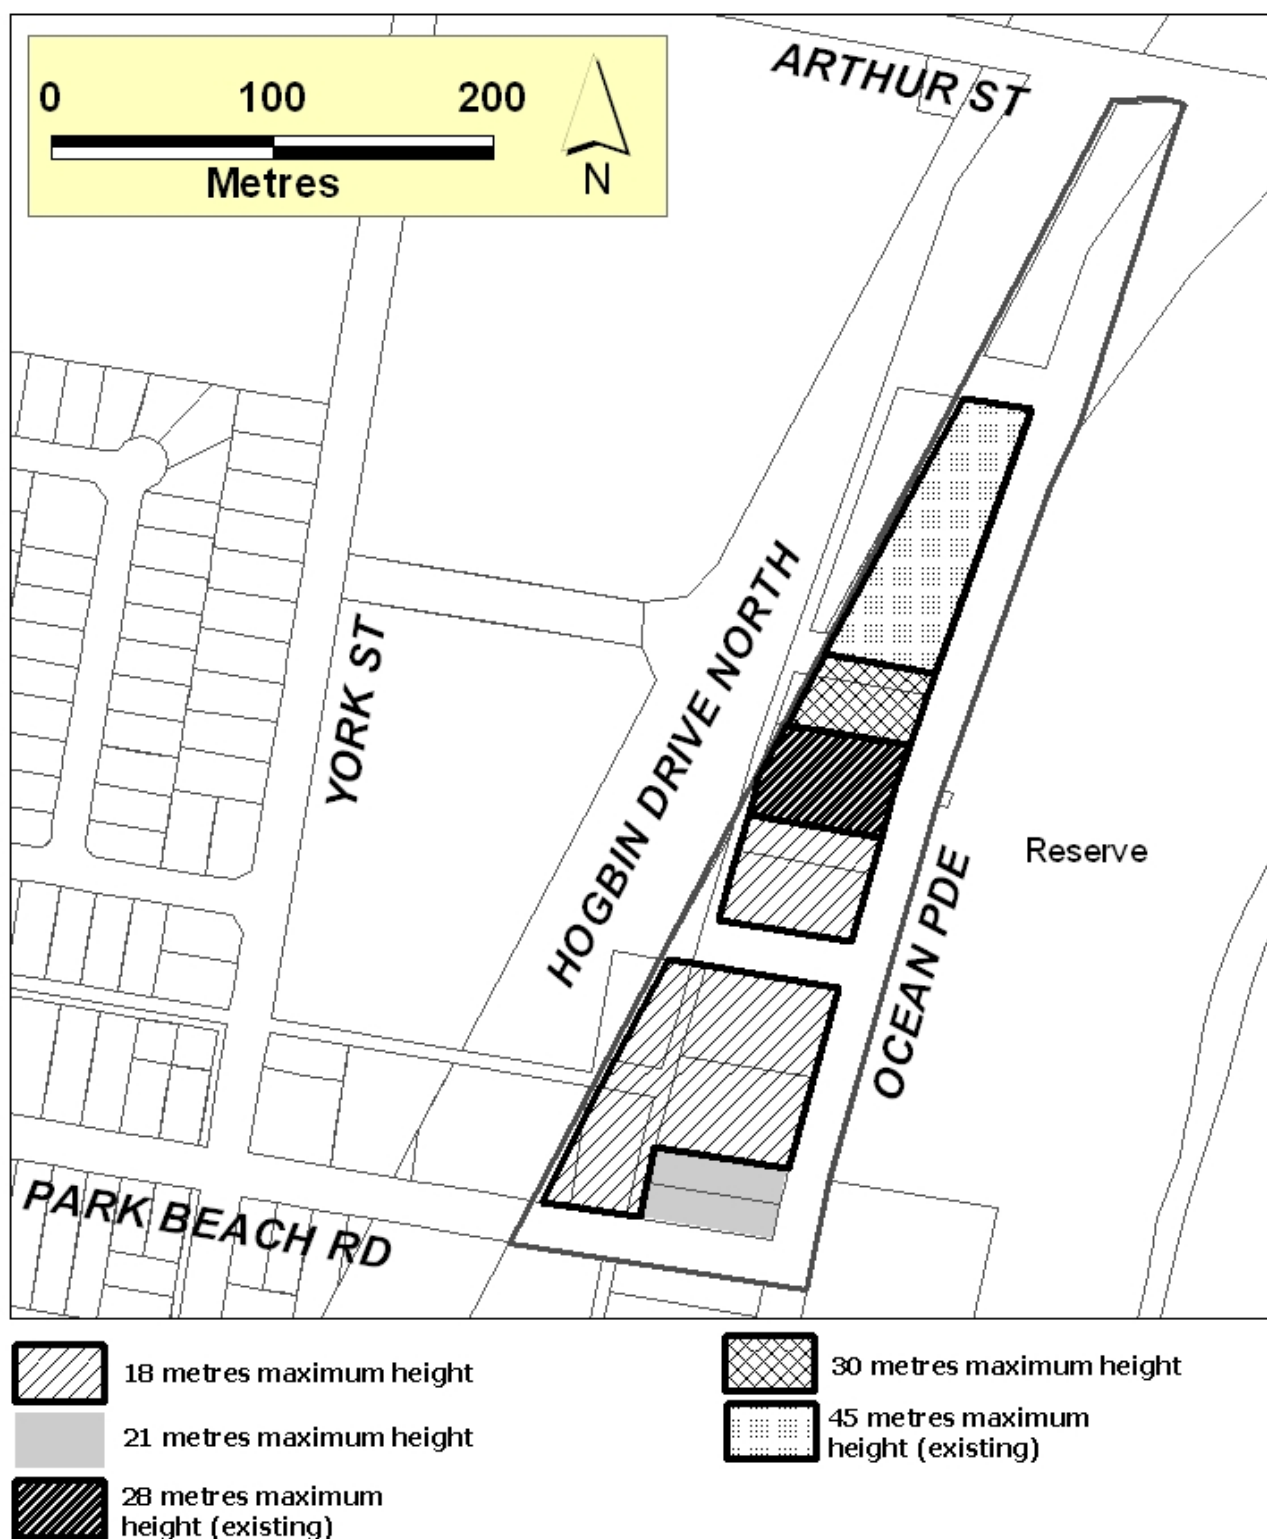 ARTHUR ST
0 100 200
Metres
N
HOGBIN DRIVE NORTH
YORK ST
Reserve
OCEAN PDE
PARK BEACH RD
18 metres maximum height
21 metres maximum height
28 metres maximum
height (existing)
30 metres maximum height
45 metres maximum
height (existing)